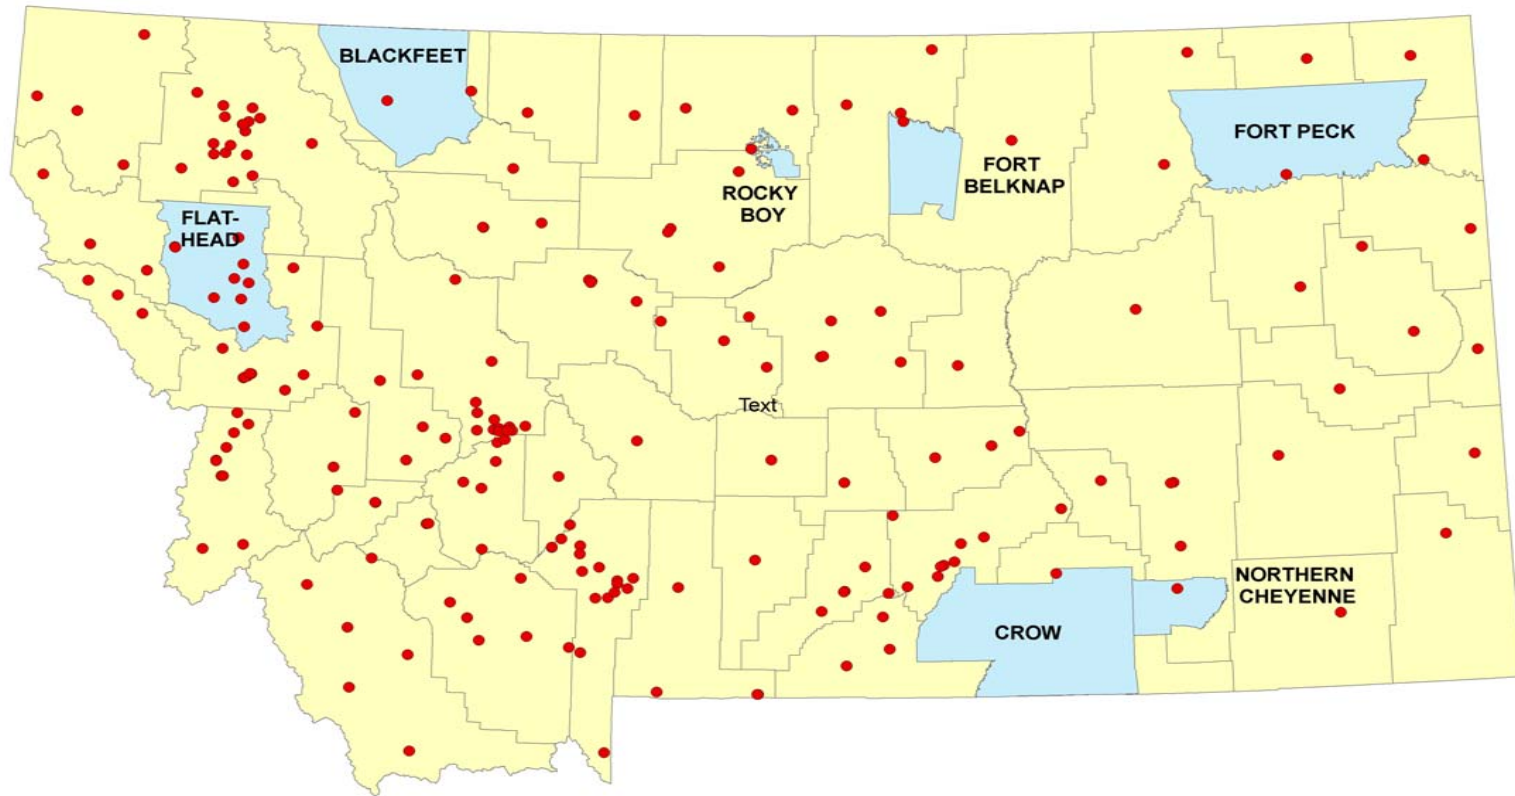 BLACKFEET
FORT PECK
FORT
BELKNAP
ROCKY
BOY
FLAT-
HEAD
Text
NORTHERN
CHEYENNE
CROW